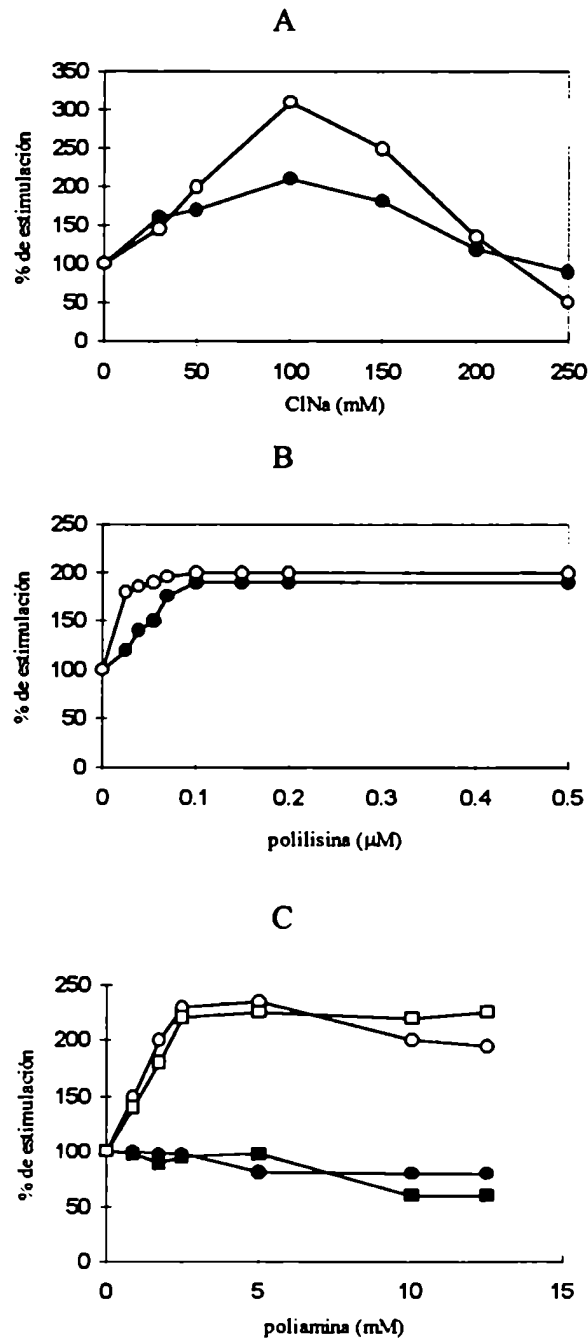 A
% de estimulación
350
300
250
200
150
100
50
0
0 50 100 150 200 250
ClNa (mM)
B
% de estimulación
250
200
150
100
50
0
0 0.1 0.2 0.3 0.4 0.5
polilisina (µM)
C
% de estimulación
250
200
150
100
50
0
0 5 10 15
poliamina (mM)